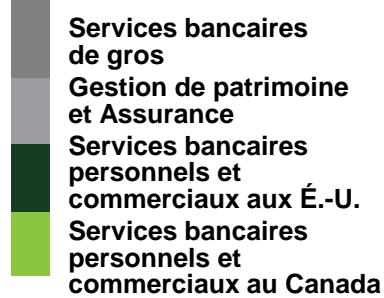 Services bancaires
de gros
Gestion de patrimoine
et Assurance
Services bancaires
personnels et
commerciaux aux É.-U.
Services bancaires
personnels et
commerciaux au Canada